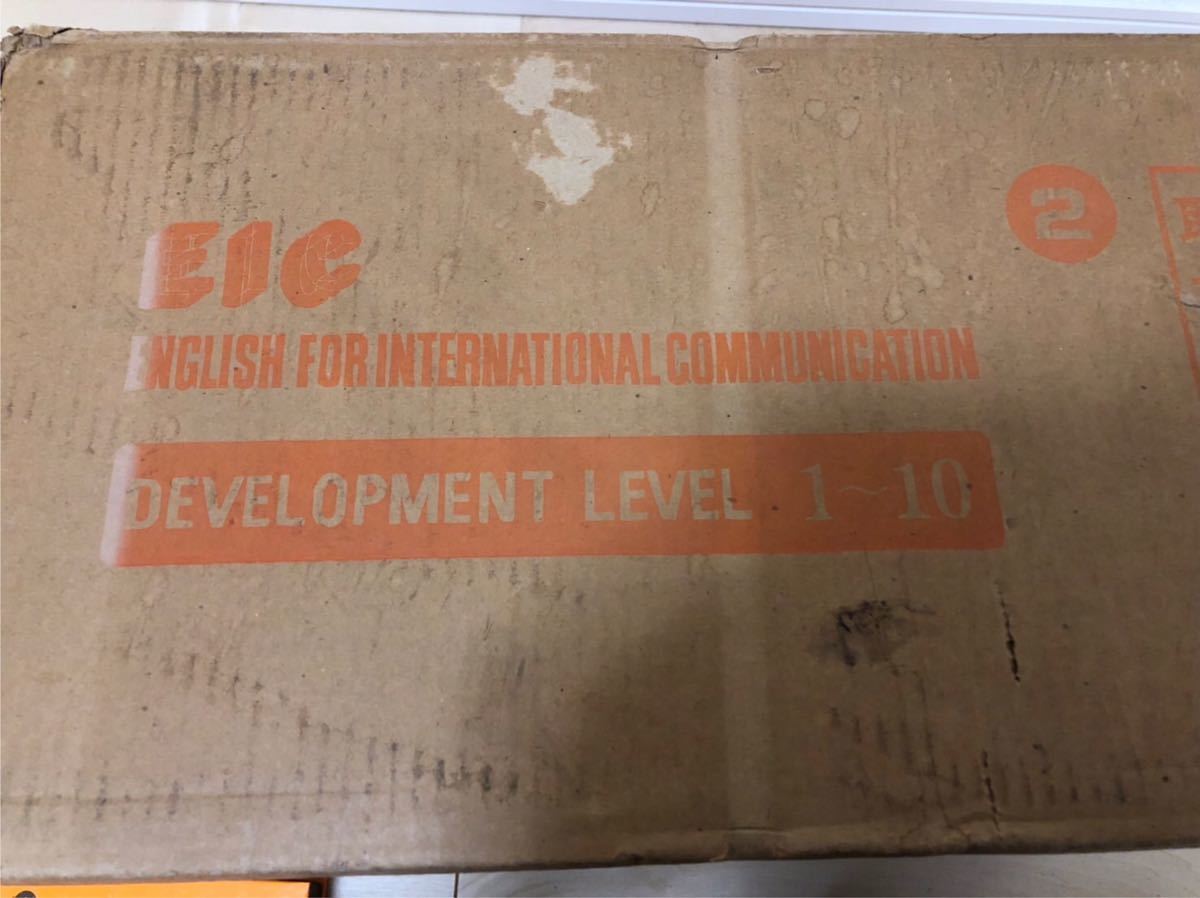 EIC
2
ENGLISH FOR INTERNATIONAL COMMUNICATION
DEVELOPMENT LEVEL 1~10